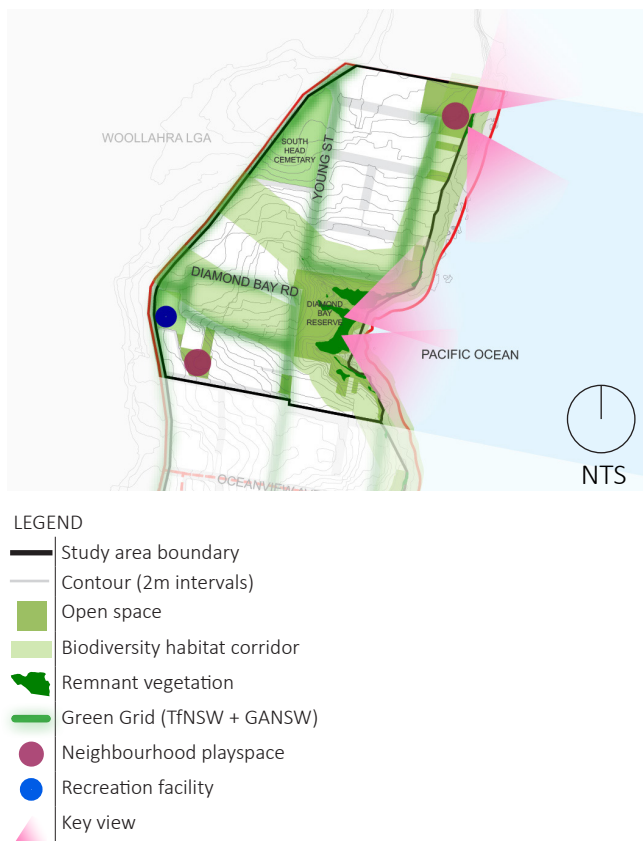 WOOLLAHRA LGA
SOUTH
HEAD
CEMETARY
YOUNG ST
DIAMOND BAY RD
DIAMOND
BAY
RESERVE
PACIFIC OCEAN
NTS
LEGEND
Study area boundary
Contour (2m intervals)
Open space
Biodiversity habitat corridor
Remnant vegetation
Green Grid (TfNSW + GANSW)
Neighbourhood playspace
Recreation facility
Key view